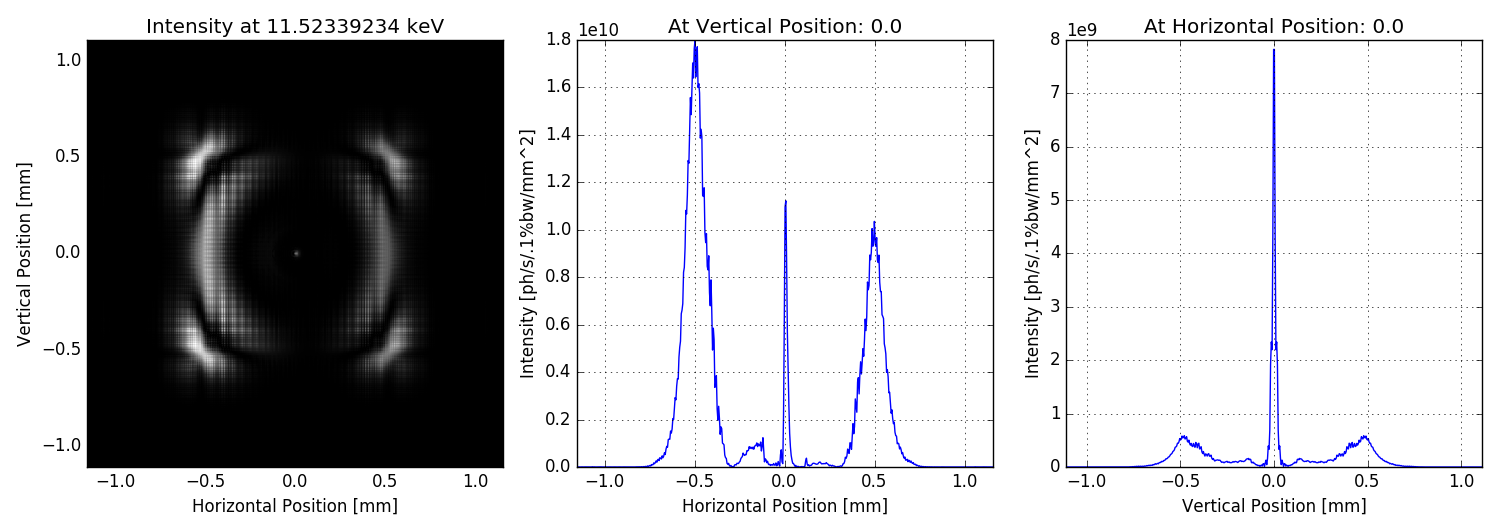 Intensity at 11.52339234 keV
1.0
0.5
0.0
−0.5
−1.0
−1.0 −0.5 0.0 0.5 1.0
Horizontal Position [mm]
Vertical Position [mm]
At Vertical Position: 0.0
1e10
1.8
1.6
1.4
1.2
1.0
0.8
0.6
0.4
0.2
0.0
−1.0 −0.5 0.0 0.5 1.0
Horizontal Position [mm]
Intensity [ph/s/.1%bw/mm^2]
At Horizontal Position: 0.0
1e9
8
7
6
5
4
3
2
1
0
−1.0 −0.5 0.0 0.5 1.0
Vertical Position [mm]
Intensity [ph/s/.1%bw/mm^2]